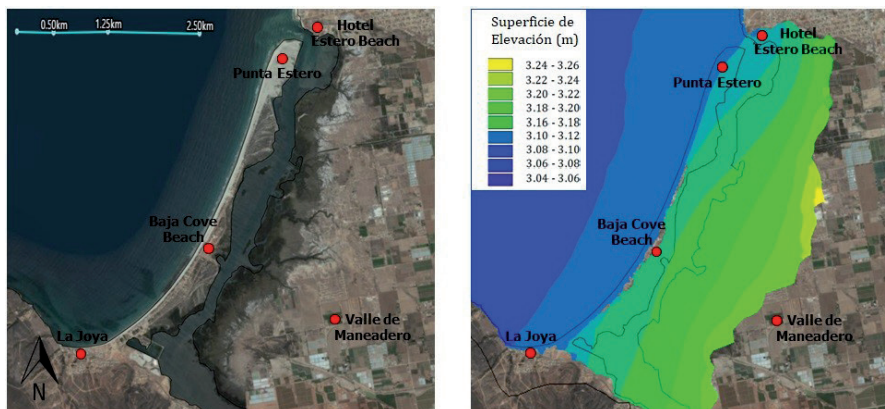 0.50km
1.25km
2.50km
Hotel
Estero Beach
Punta Estero
Baja Cove
Beach
La Joya
Valle de
Maneadero
N
Superficie de
Elevación (m)
3.24 - 3.26
3.22 - 3.24
3.20 - 3.22
3.18 - 3.20
3.16 - 3.18
3.10 - 3.12
3.08 - 3.10
3.06 - 3.08
3.04 - 3.06
Hotel
Estero Beach
Punta Estero
Baja Cove
Beach
La Joya
Valle de
Maneadero